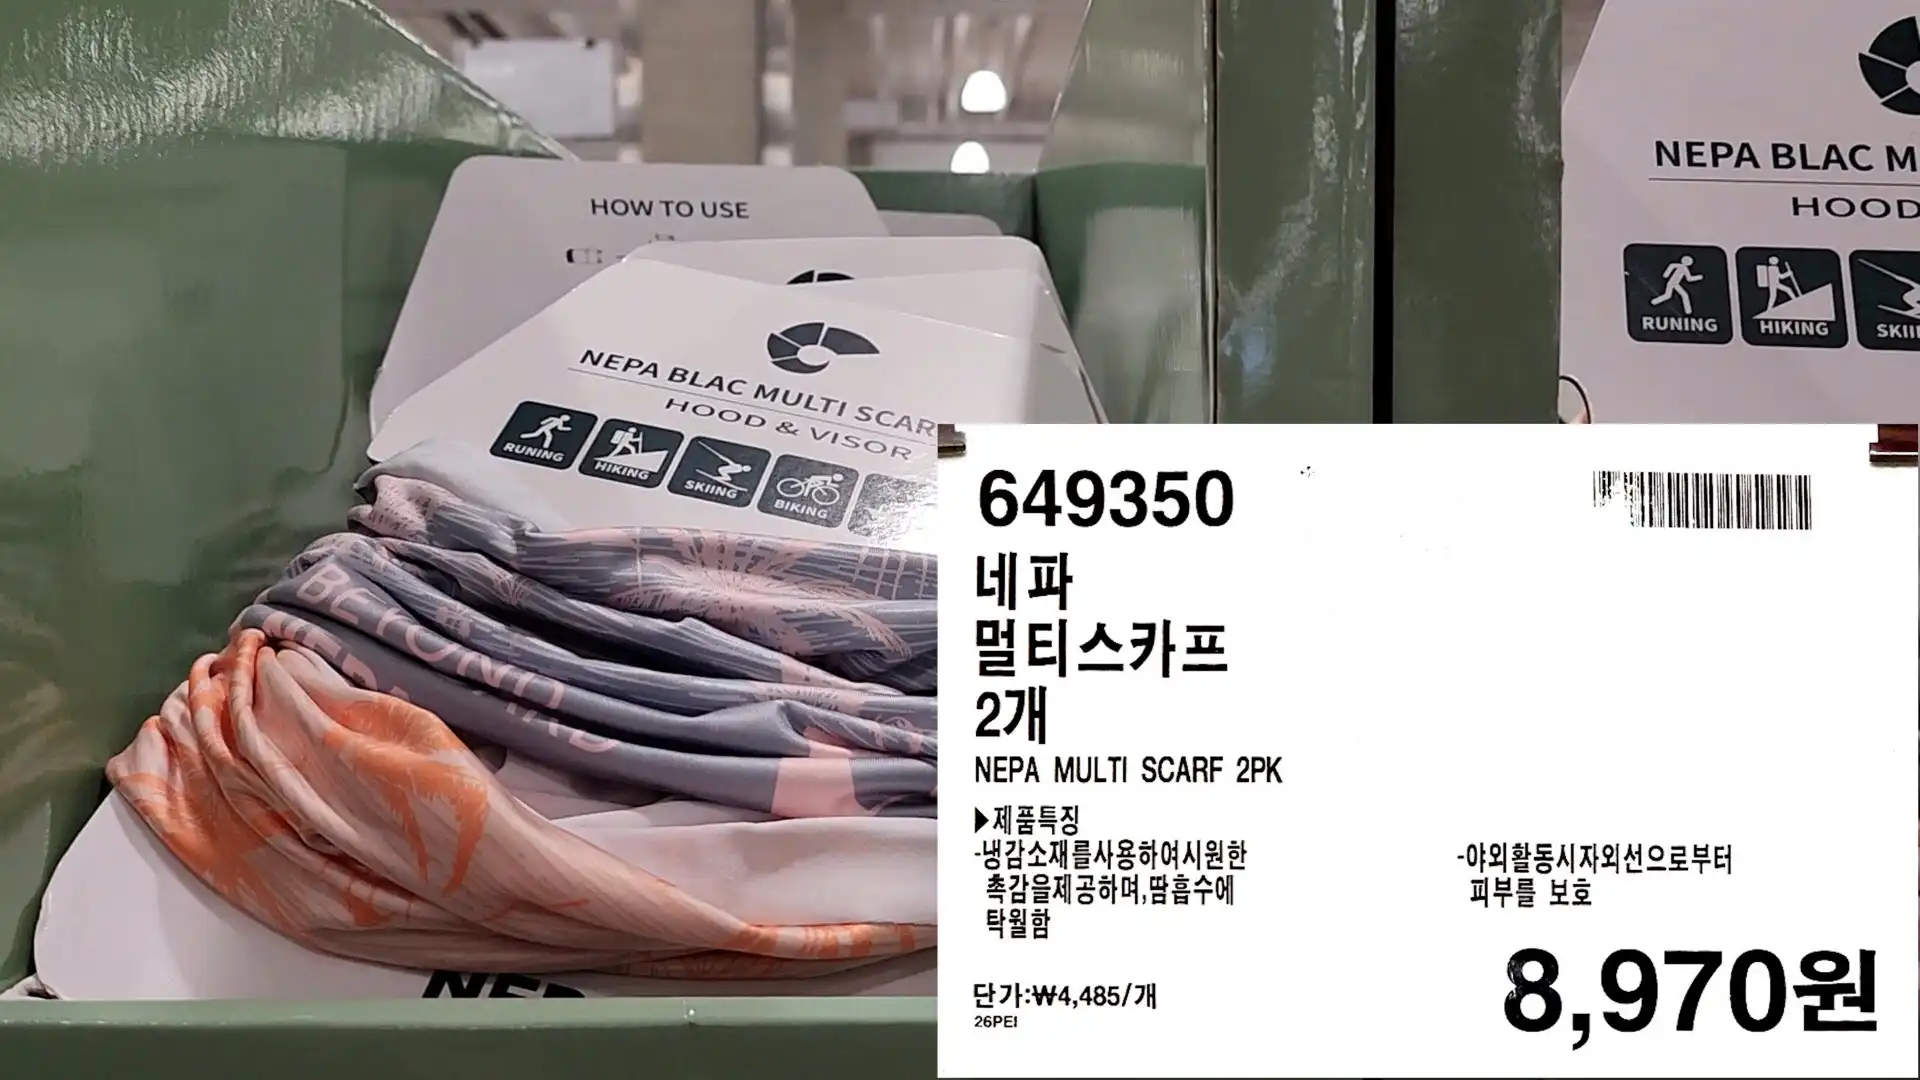 HOW TO USE
NEPA BLAC MULTI SCAR
HOOD & VISOR
RUNING
HIKING
SKIING
BIKING
BEYOND
NEPA BLAC M
HOOD
RUNING
HIKING
649350
네파
멀티스카프
2개
NEPA MULTI SCARF 2PK
▶제품특징
-냉감소재를사용하여시원한
촉감을제공하며,땀흡수에
탁월함
-야외활동시자외선으로부터
피부를 보호
단가:₩4,485/개
26PEI
8,970원